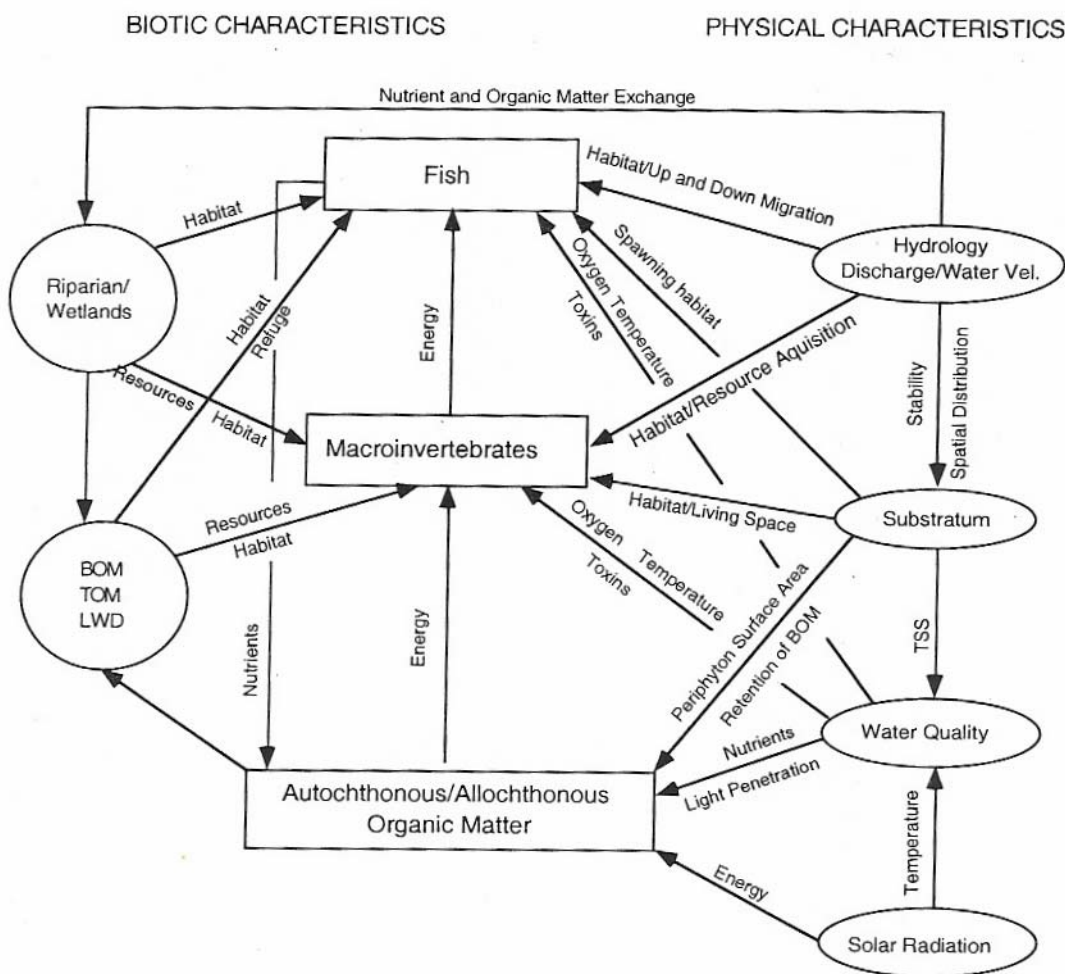 BIOTIC CHARACTERISTICS
PHYSICAL CHARACTERISTICS
Nutrient and Organic Matter Exchange
Fish
Habitat/Up and Down Migration
Habitat
Riparian/
Wetlands
Hydrology
Discharge/Water Vel.
Habitat
Refuge
Energy
Oxygen Temperature
Toxins
Spawning habitat
Resources
Habitat
Habitat/Resource Aquisition
Stability
Spatial Distribution
Macroinvertebrates
Habitat/Living Space
Substratum
Resources
Habitat
Oxygen Temperature
Toxins
BOM
TOM
LWD
Nutrients
Energy
Periphyton Surface Area
Retention of BOM
TSS
Water Quality
Nutrients
Light Penetration
Autochthonous/Allochthonous
Organic Matter
Energy
Temperature
Solar Radiation